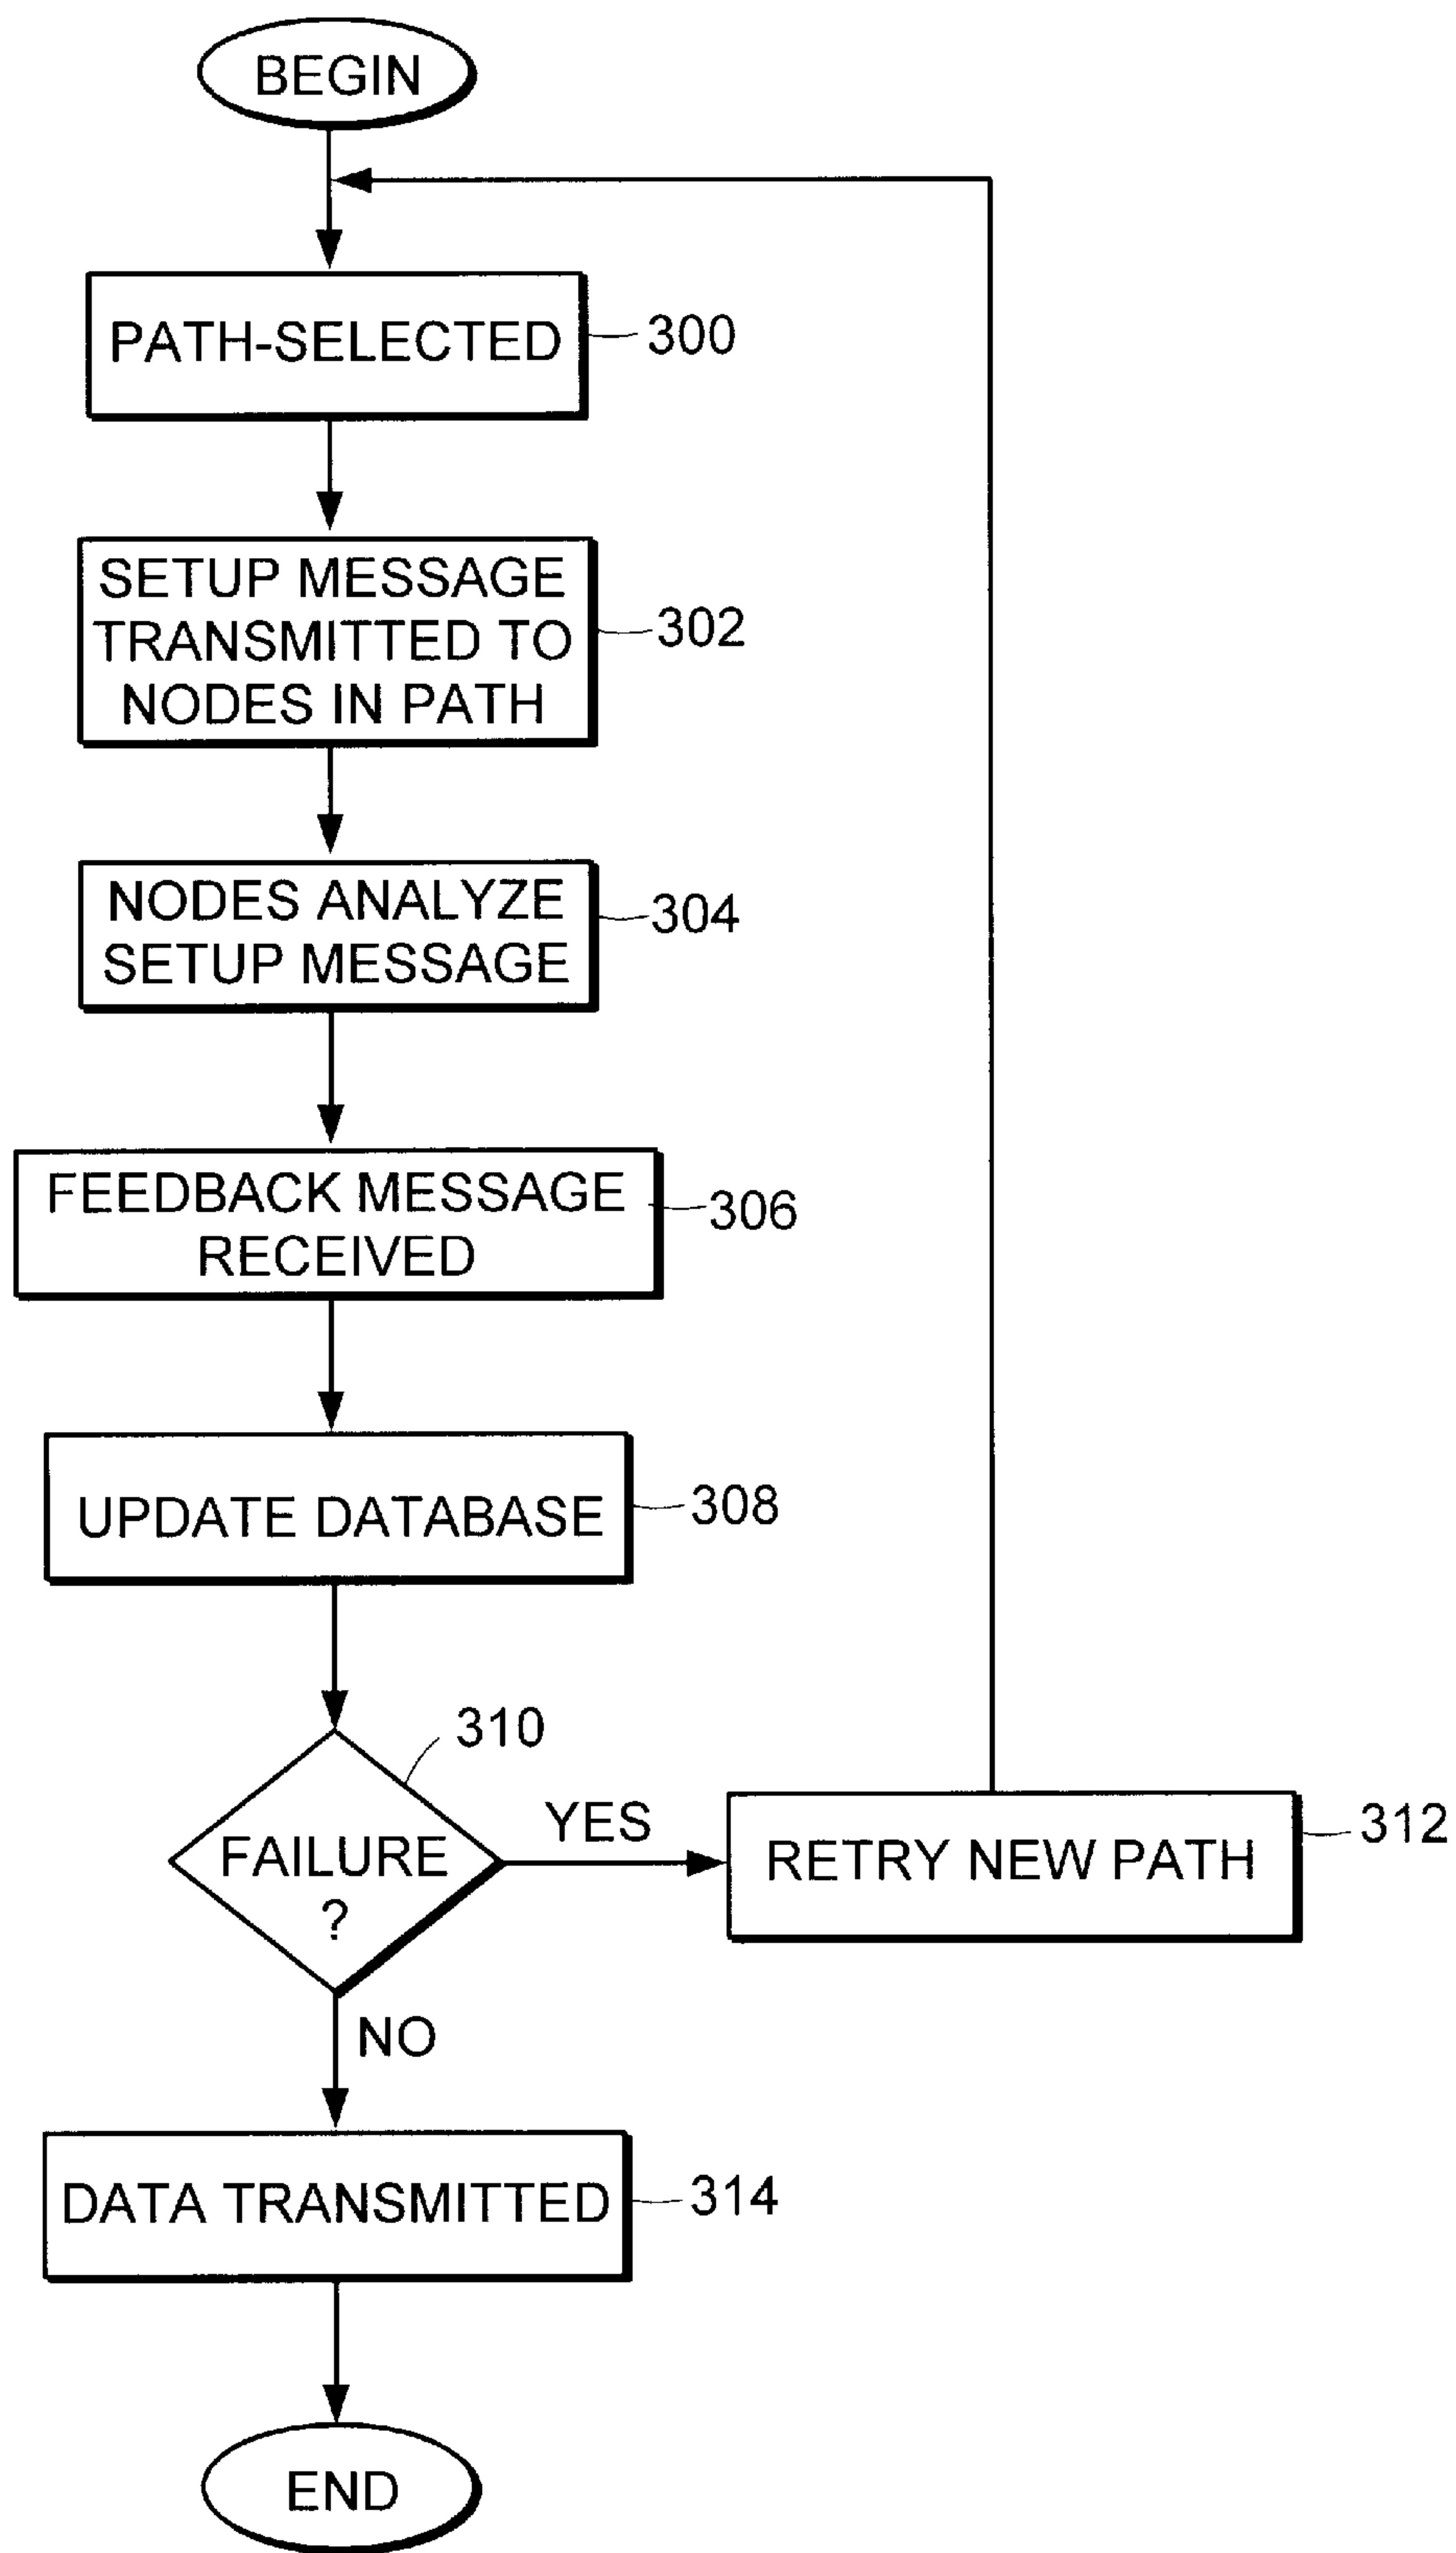 BEGIN
PATH-SELECTED
300
SETUP MESSAGE
TRANSMITTED TO
NODES IN PATH
302
NODES ANALYZE
SETUP MESSAGE
304
FEEDBACK MESSAGE
RECEIVED
306
UPDATE DATABASE
308
310
FAILURE
?
YES
RETRY NEW PATH
312
NO
DATA TRANSMITTED
314
END